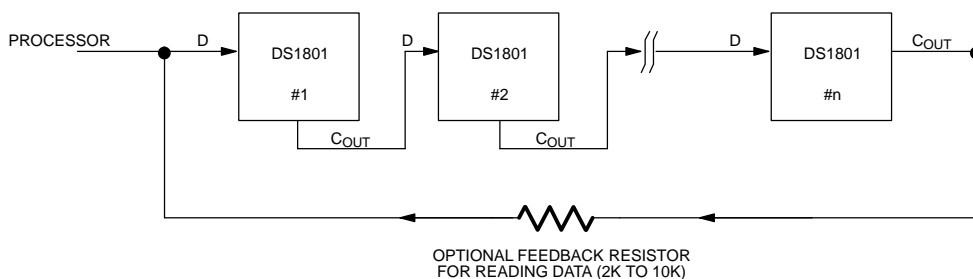 PROCESSOR
D
DS1801
#1
COUT
D
DS1801
#2
COUT
D
DS1801
#n
COUT
OPTIONAL FEEDBACK RESISTOR
FOR READING DATA (2K TO 10K)